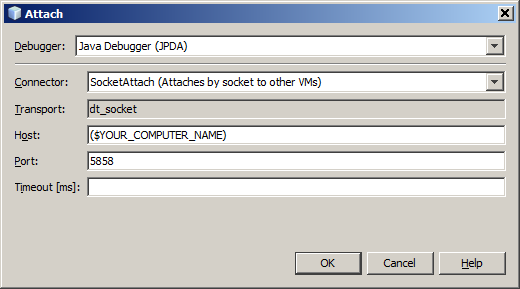 Attach
Debugger: Java Debugger (JPDA)
Connector: SocketAttach (Attaches by socket to other VMs)
Transport: dt_socket
Host: ($YOUR_COMPUTER_NAME)
Port: 5858
Timeout [ms]:
OK Cancel Help